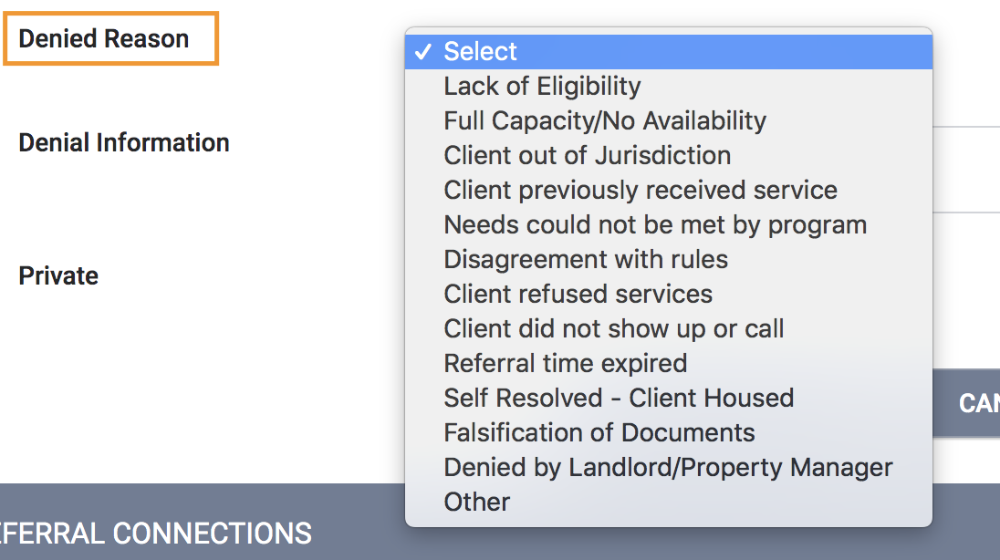 Denied Reason
✓ Select
Lack of Eligibility
Full Capacity/No Availability
Client out of Jurisdiction
Client previously received service
Needs could not be met by program
Disagreement with rules
Client refused services
Client did not show up or call
Referral time expired
Self Resolved - Client Housed
Falsification of Documents
Denied by Landlord/Property Manager
Other
Denial Information
Private
CAN
EFERRAL CONNECTIONS